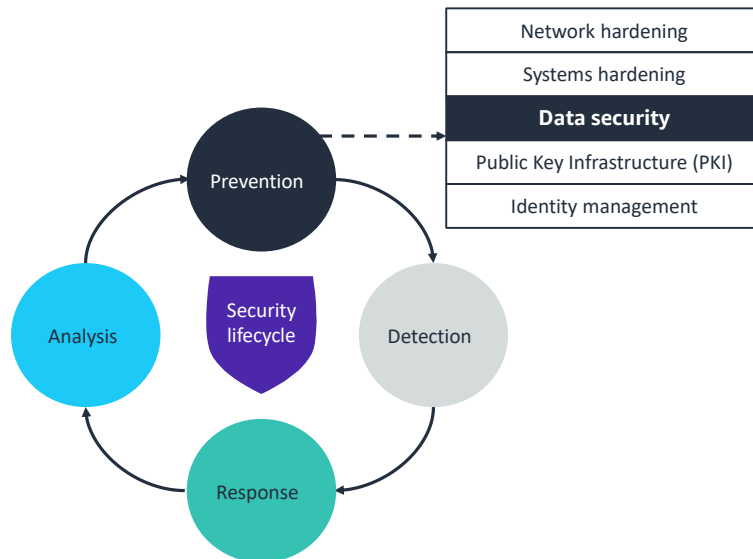 Network hardening
Systems hardening
Data security
Public Key Infrastructure (PKI)
Identity management
Prevention
Analysis
Security
lifecycle
Detection
Response